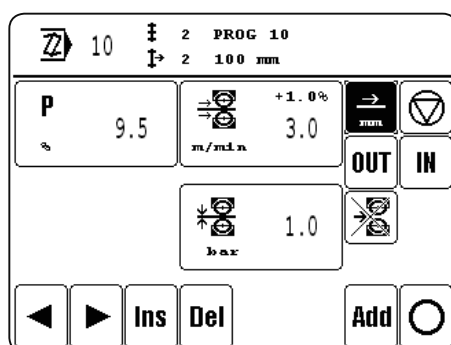 10
2 PROG 10
2 100 mm
P
% 9.5
+1.0%
3.0
m/min
mm
OUT IN
1.0
bar
Ins Del Add